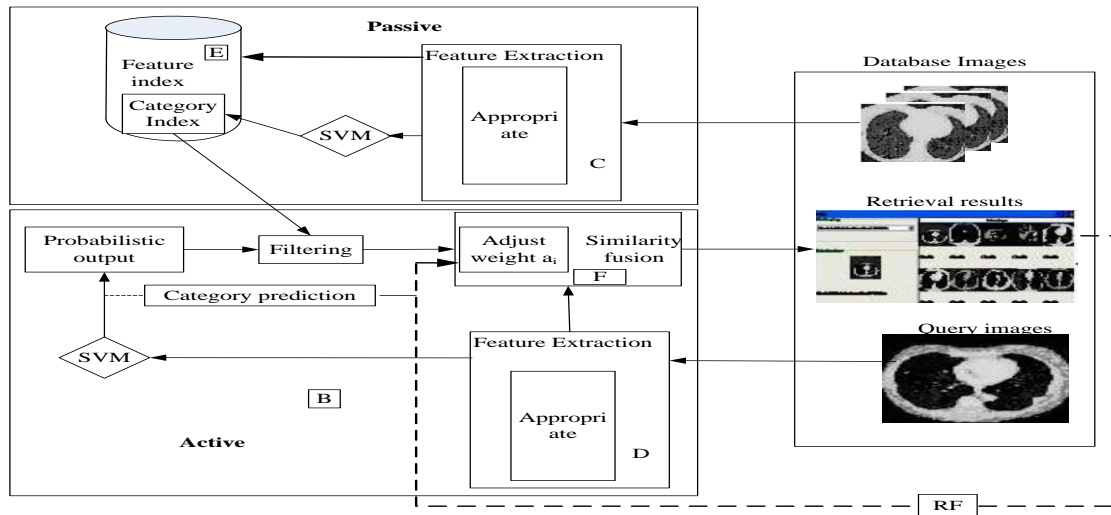 Passive
E
Feature
index
Category
Index
SVM
Feature Extraction
Appropri
ate
C
Database Images
Retrieval results
Query images
Probabilistic
output
Filtering
Adjust
weight aᵢ
Similarity
fusion
F
Category prediction
SVM
B
Active
Feature Extraction
Appropri
ate
D
RF